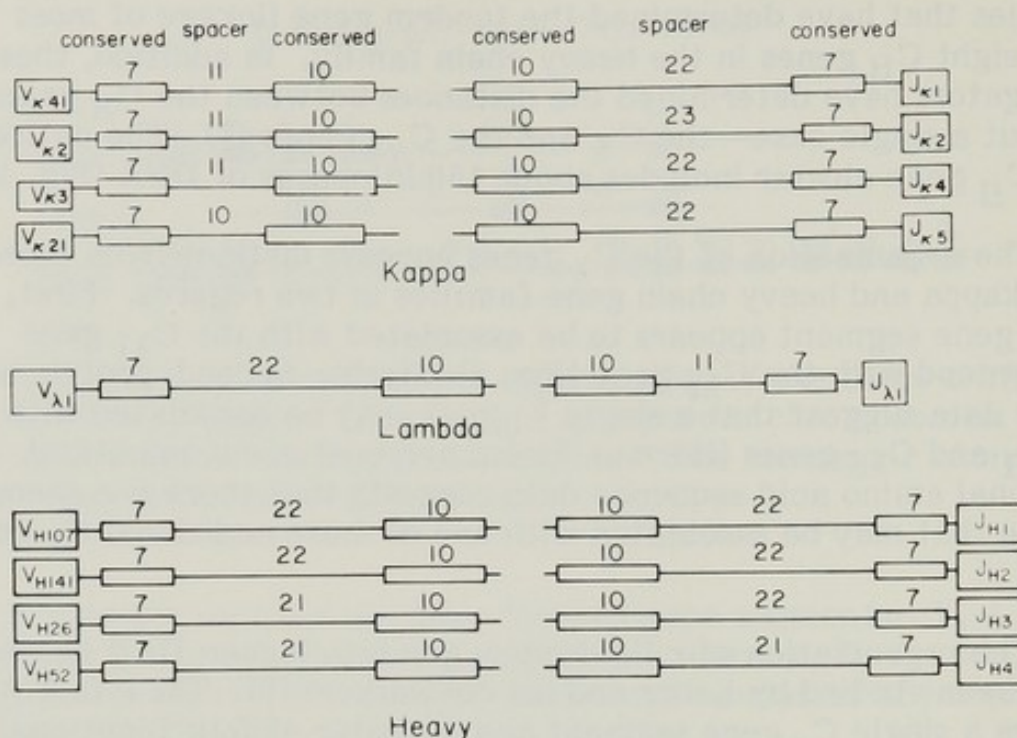 conserved spacer conserved conserved spacer conserved
7 11 10 10 22 7
Vκ41 Jκ1
7 11 10 10 23 7
Vκ2 Jκ2
7 11 10 10 22 7
Vκ3 Jκ4
7 10 10 10 22 7
Vκ21 Jκ5
Kappa
7 22 10 10 11 7
Vλ1 Jλ1
Lambda
7 22 10 10 22 7
VH107 JH1
7 22 10 10 22 7
VH141 JH2
7 21 10 10 22 7
VH26 JH3
7 21 10 10 21 7
VH52 JH4
Heavy